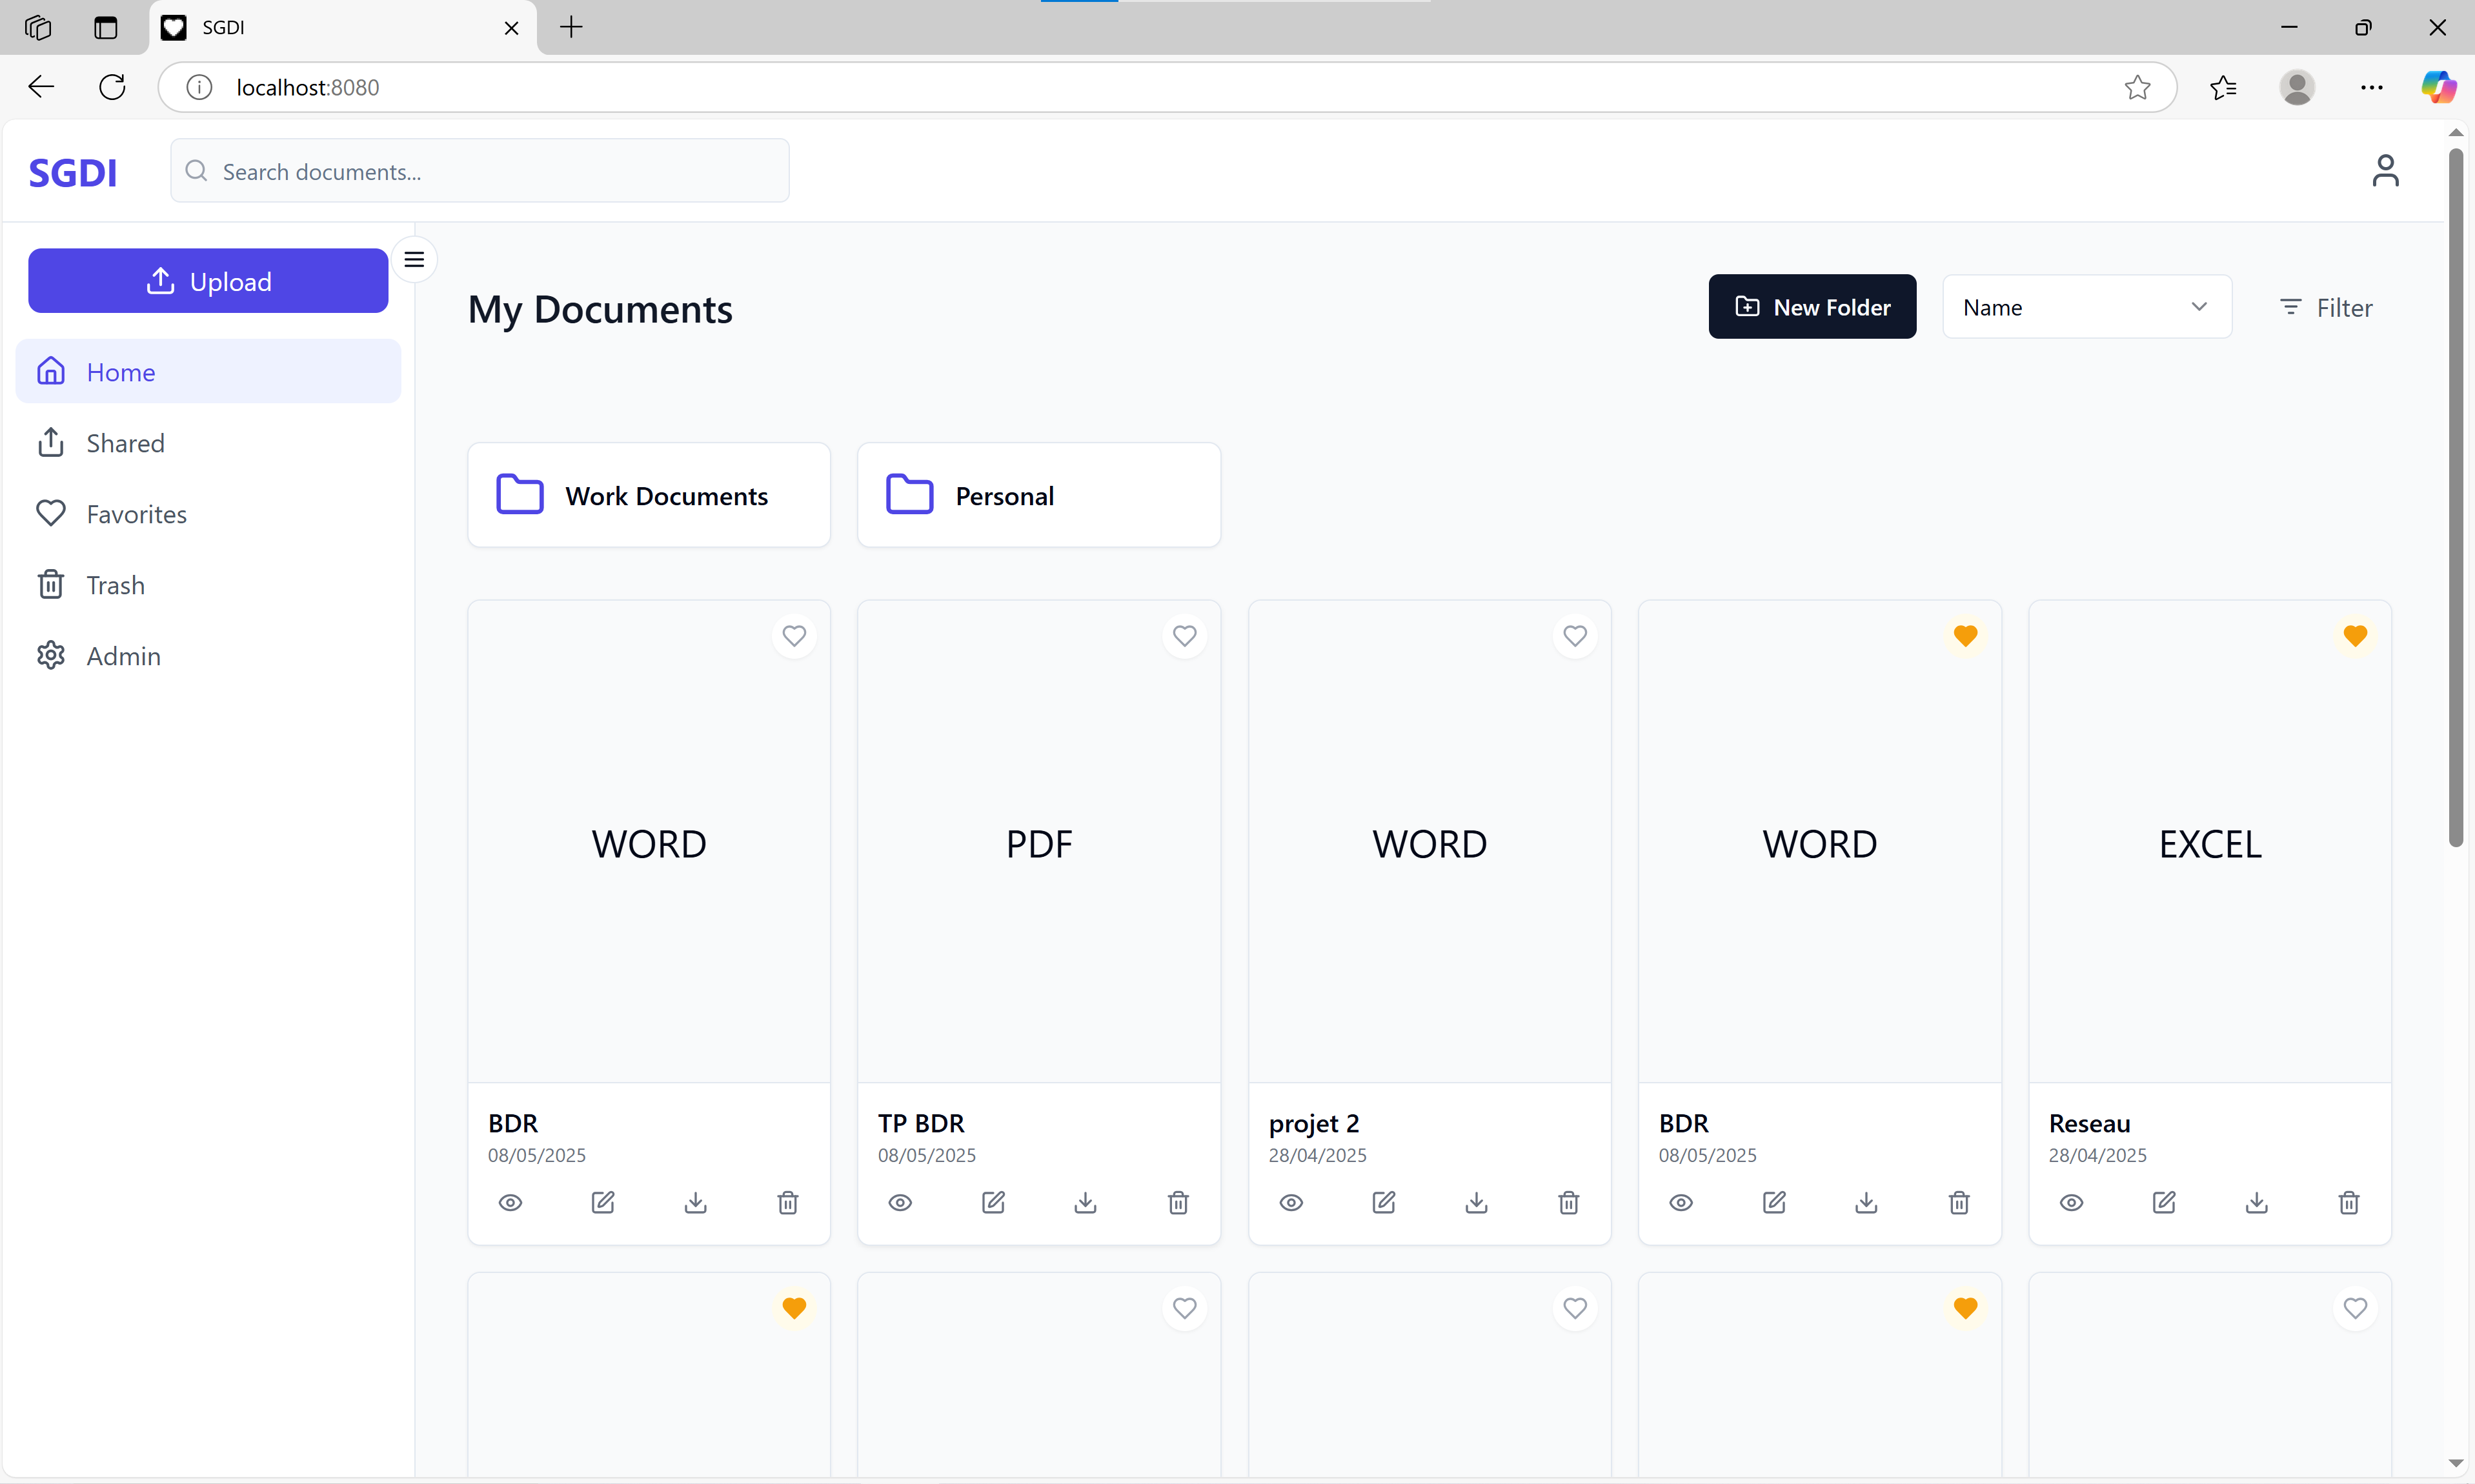 SGDI
localhost:8080
SGDI
Search documents...
Upload
Home
Shared
Favorites
Trash
Admin
My Documents
New Folder
Name
Filter
Work Documents
Personal
WORD
PDF
WORD
WORD
EXCEL
BDR
08/05/2025
TP BDR
08/05/2025
projet 2
28/04/2025
BDR
08/05/2025
Reseau
28/04/2025